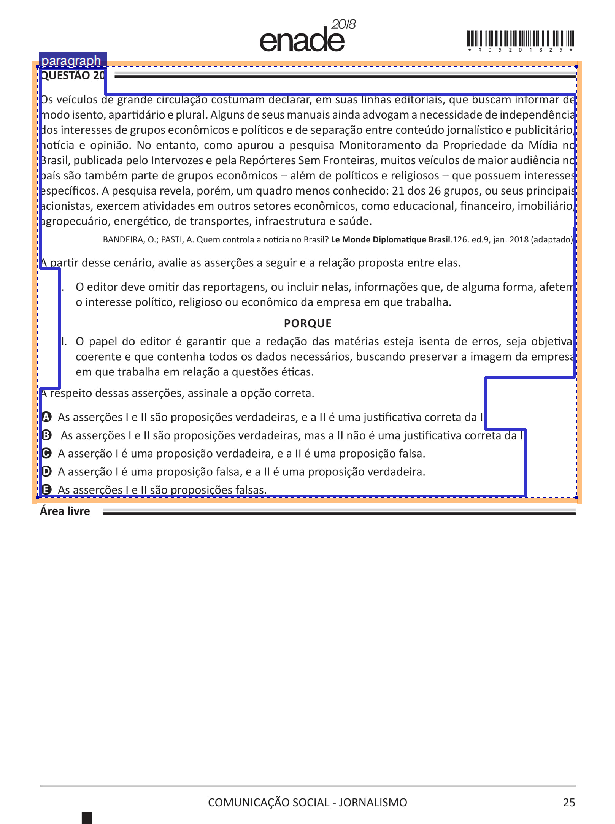 enade 2018
*R0520182 5*
paragraph
QUESTÃO 20
Os veículos de grande circulação costumam declarar, em suas linhas editoriais, que buscam informar de
modo isento, apartidário e plural. Alguns de seus manuais ainda advogam a necessidade de independência
dos interesses de grupos econômicos e políticos e de separação entre conteúdo jornalístico e publicitário,
notícia e opinião. No entanto, como apurou a pesquisa Monitoramento da Propriedade da Mídia no
Brasil, publicada pelo Intervozes e pela Repórteres Sem Fronteiras, muitos veículos de maior audiência no
país são também parte de grupos econômicos – além de políticos e religiosos – que possuem interesses
específicos. A pesquisa revela, porém, um quadro menos conhecido: 21 dos 26 grupos, ou seus principais
acionistas, exercem atividades em outros setores econômicos, como educacional, financeiro, imobiliário,
agropecuário, energético, de transportes, infraestrutura e saúde.
BANDEIRA, O.; PASTI, A. Quem controla a notícia no Brasil? Le Monde Diplomatique Brasil.126. ed.9, jan. 2018 (adaptado).
A partir desse cenário, avalie as asserções a seguir e a relação proposta entre elas.
I. O editor deve omitir das reportagens, ou incluir nelas, informações que, de alguma forma, afetem
o interesse político, religioso ou econômico da empresa em que trabalha.
PORQUE
II. O papel do editor é garantir que a redação das matérias esteja isenta de erros, seja objetiva,
coerente e que contenha todos os dados necessários, buscando preservar a imagem da empresa
em que trabalha em relação a questões éticas.
A respeito dessas asserções, assinale a opção correta.
A As asserções I e II são proposições verdadeiras, e a II é uma justificativa correta da I.
B As asserções I e II são proposições verdadeiras, mas a II não é uma justificativa correta da I.
C A asserção I é uma proposição verdadeira, e a II é uma proposição falsa.
D A asserção I é uma proposição falsa, e a II é uma proposição verdadeira.
E As asserções I e II são proposições falsas.
Área livre
COMUNICAÇÃO SOCIAL - JORNALISMO 25